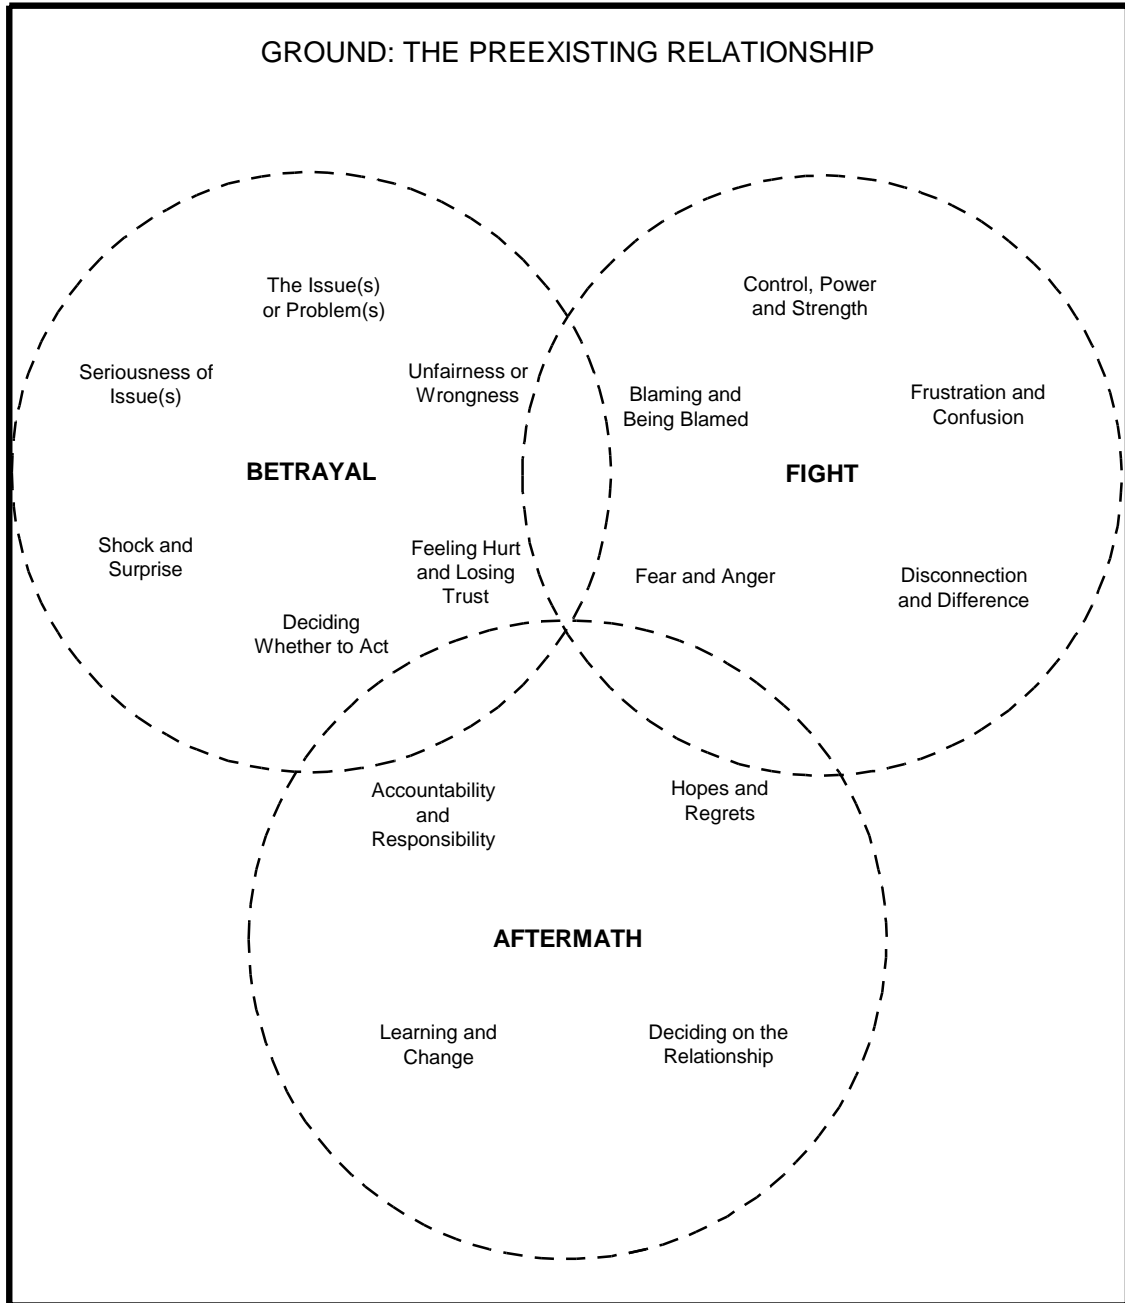 GROUND: THE PREEXISTING RELATIONSHIP
The Issue(s)
or Problem(s)
Seriousness of
Issue(s)
Unfairness or
Wrongness
BETRAYAL
Shock and
Surprise
Feeling Hurt
and Losing
Trust
Deciding
Whether to Act
Control, Power
and Strength
Blaming and
Being Blamed
Frustration and
Confusion
FIGHT
Fear and Anger
Disconnection
and Difference
Accountability
and
Responsibility
Hopes and
Regrets
AFTERMATH
Learning and
Change
Deciding on the
Relationship